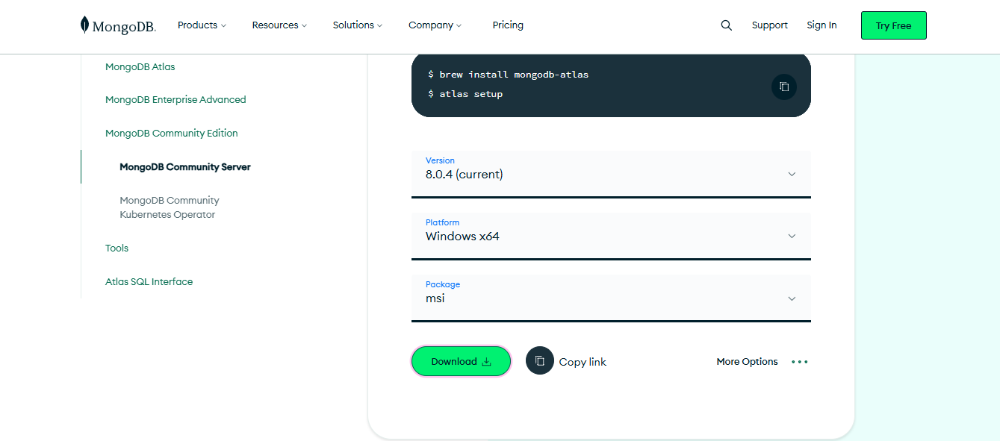 MongoDB.
Products
Resources
Solutions
Company
Pricing
Support
Sign In
Try Free
MongoDB Atlas
MongoDB Enterprise Advanced
MongoDB Community Edition
MongoDB Community Server
MongoDB Community
Kubernetes Operator
Tools
Atlas SQL Interface
$ brew install mongodb-atlas
$ atlas setup
Version
8.0.4 (current)
Platform
Windows x64
Package
msi
Download
Copy link
More Options